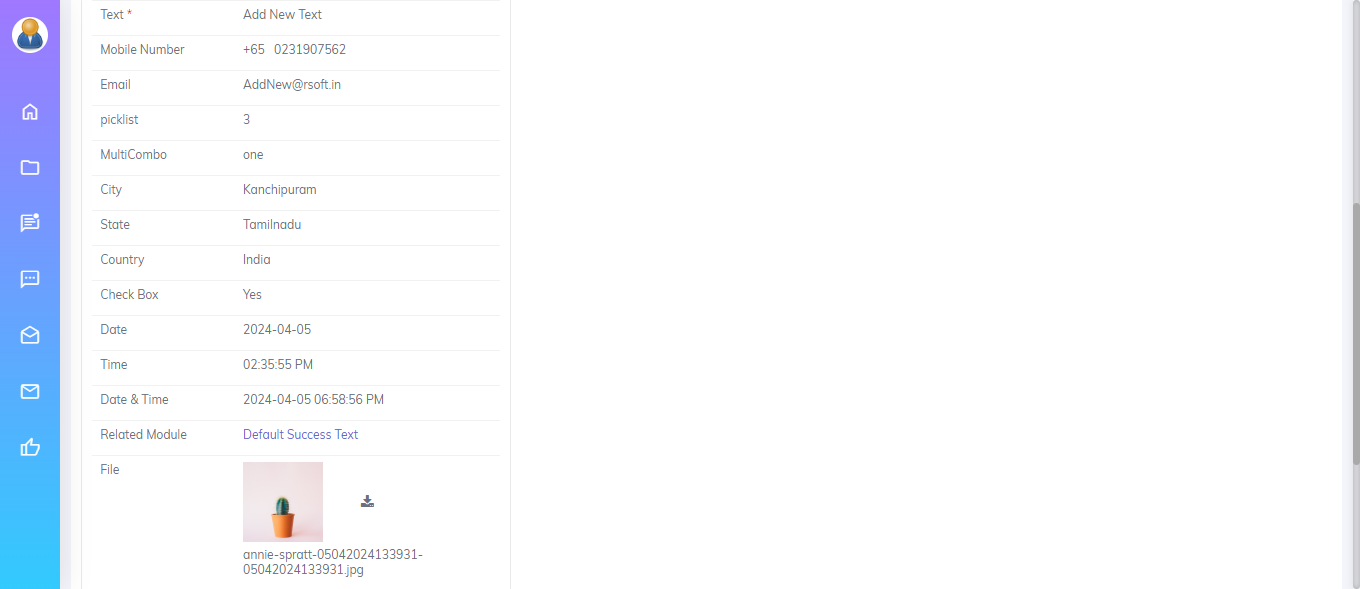 Text * Add New Text
Mobile Number +65 0231907562
Email AddNew@rsoft.in
picklist 3
MultiCombo one
City Kanchipuram
State Tamilnadu
Country India
Check Box Yes
Date 2024-04-05
Time 02:35:55 PM
Date & Time 2024-04-05 06:58:56 PM
Related Module Default Success Text
File
annie-spratt-05042024133931-
05042024133931.jpg